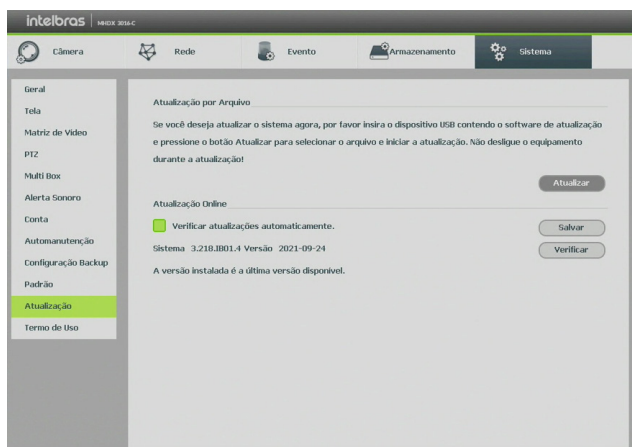 intelbras MHDX 3016-C
Câmera Rede Evento Armazenamento Sistema
Geral
Tela
Matriz de Vídeo
PTZ
Multi Box
Alerta Sonoro
Conta
Automanutenção
Configuração Backup
Padrão
Atualização
Termo de Uso
Atualização por Arquivo
Se você deseja atualizar o sistema agora, por favor insira o dispositivo USB contendo o software de atualização
e pressione o botão Atualizar para selecionar o arquivo e iniciar a atualização. Não desligue o equipamento
durante a atualização!
Atualizar
Atualização Online
Verificar atualizações automaticamente.
Salvar
Sistema 3.218.IB01.4 Versão 2021-09-24
Verificar
A versão instalada é a última versão disponível.